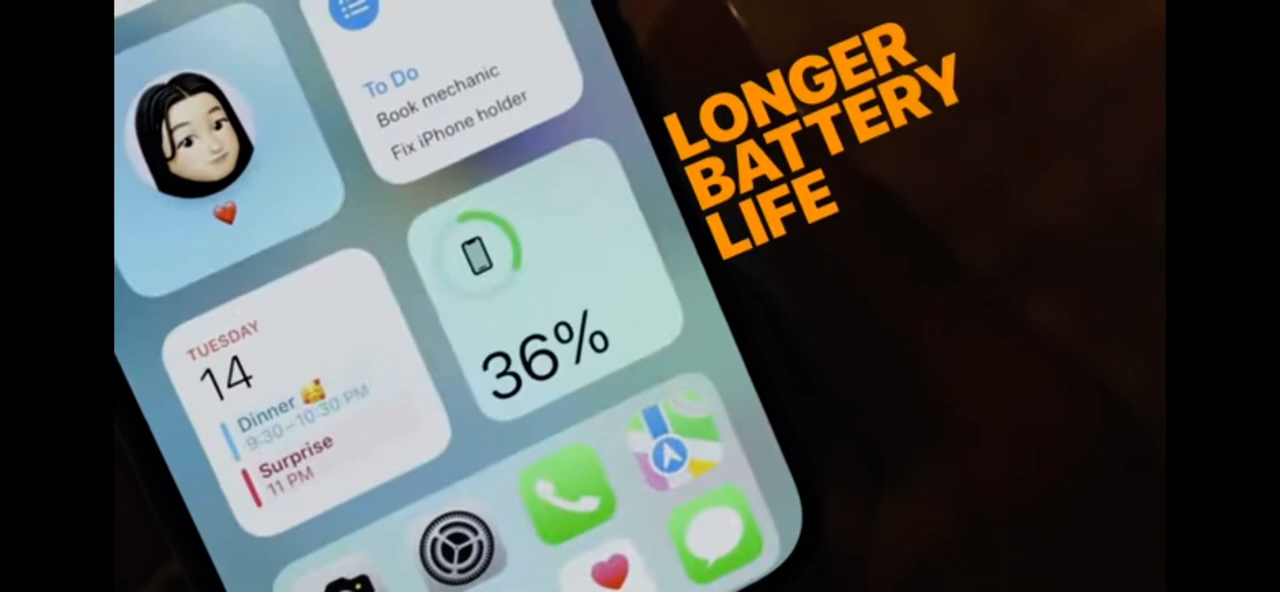 To Do
Book mechanic
Fix iPhone holder
LONGER
BATTERY
LIFE
36%
TUESDAY
14
Dinner 🥰
9:30–10:30 PM
Surprise
11 PM